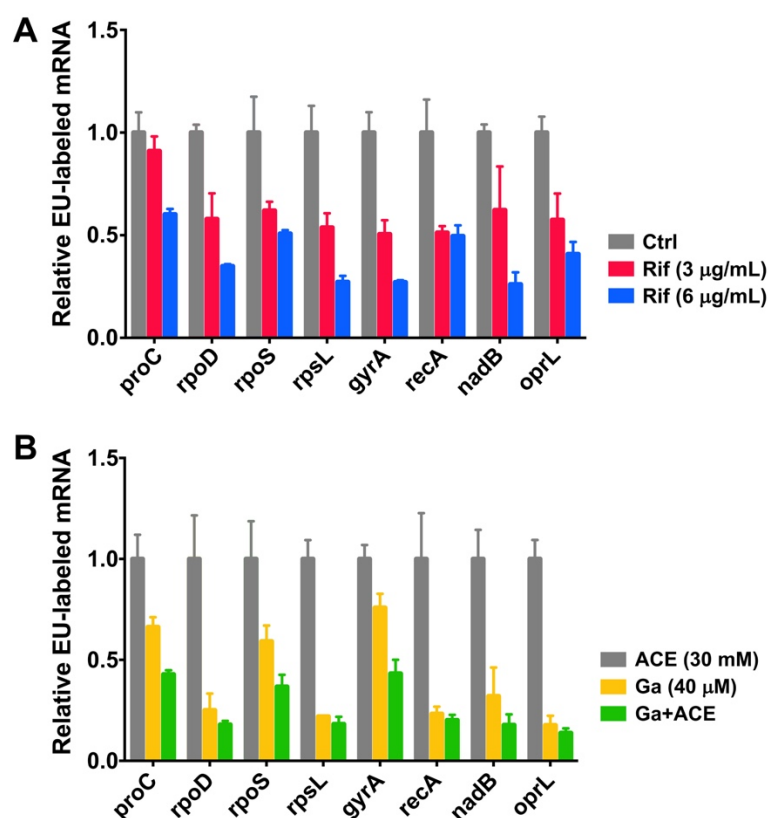 A
Relative EU-labeled mRNA
1.5
1.0
0.5
0.0
proC
rpoD
rpoS
rpsL
gyrA
recA
nadB
oprL
Ctrl
Rif (3 μg/mL)
Rif (6 μg/mL)
B
Relative EU-labeled mRNA
1.5
1.0
0.5
0.0
proC
rpoD
rpoS
rpsL
gyrA
recA
nadB
oprL
ACE (30 mM)
Ga (40 μM)
Ga+ACE